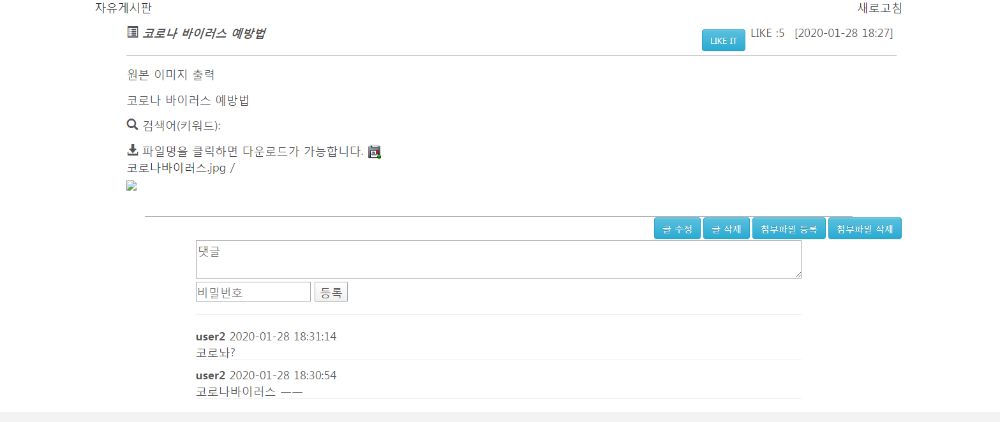 자유게시판 새로고침
코로나 바이러스 예방법 LIKE IT LIKE :5 [2020-01-28 18:27]
원본 이미지 출력
코로나 바이러스 예방법
검색어(키워드):
파일명을 클릭하면 다운로드가 가능합니다.
코로나바이러스.jpg /
글 수정 글 삭제 첨부파일 등록 첨부파일 삭제
댓글
비밀번호 등록
user2 2020-01-28 18:31:14
코로놔?
user2 2020-01-28 18:30:54
코로나바이러스 ㅡㅡ